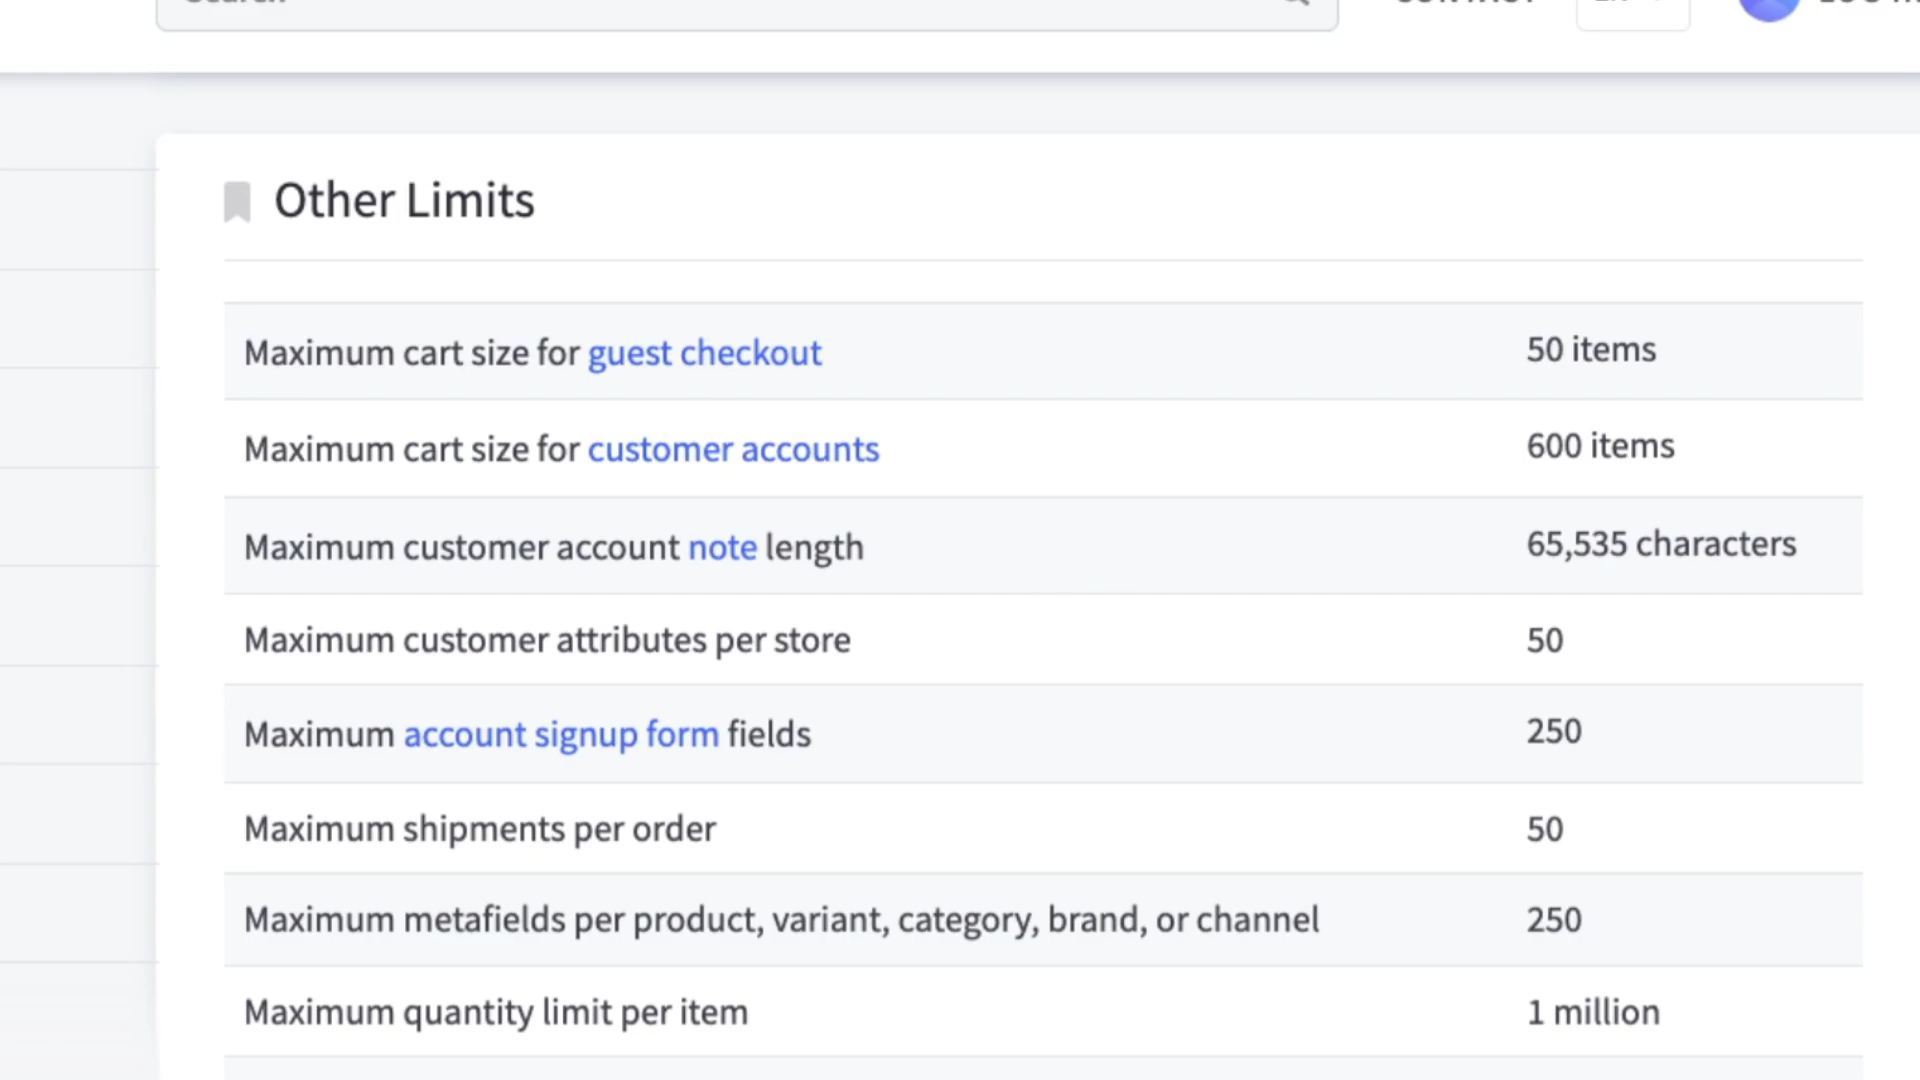 Other Limits
Maximum cart size for guest checkout 50 items
Maximum cart size for customer accounts 600 items
Maximum customer account note length 65,535 characters
Maximum customer attributes per store 50
Maximum account signup form fields 250
Maximum shipments per order 50
Maximum metafields per product, variant, category, brand, or channel 250
Maximum quantity limit per item 1 million